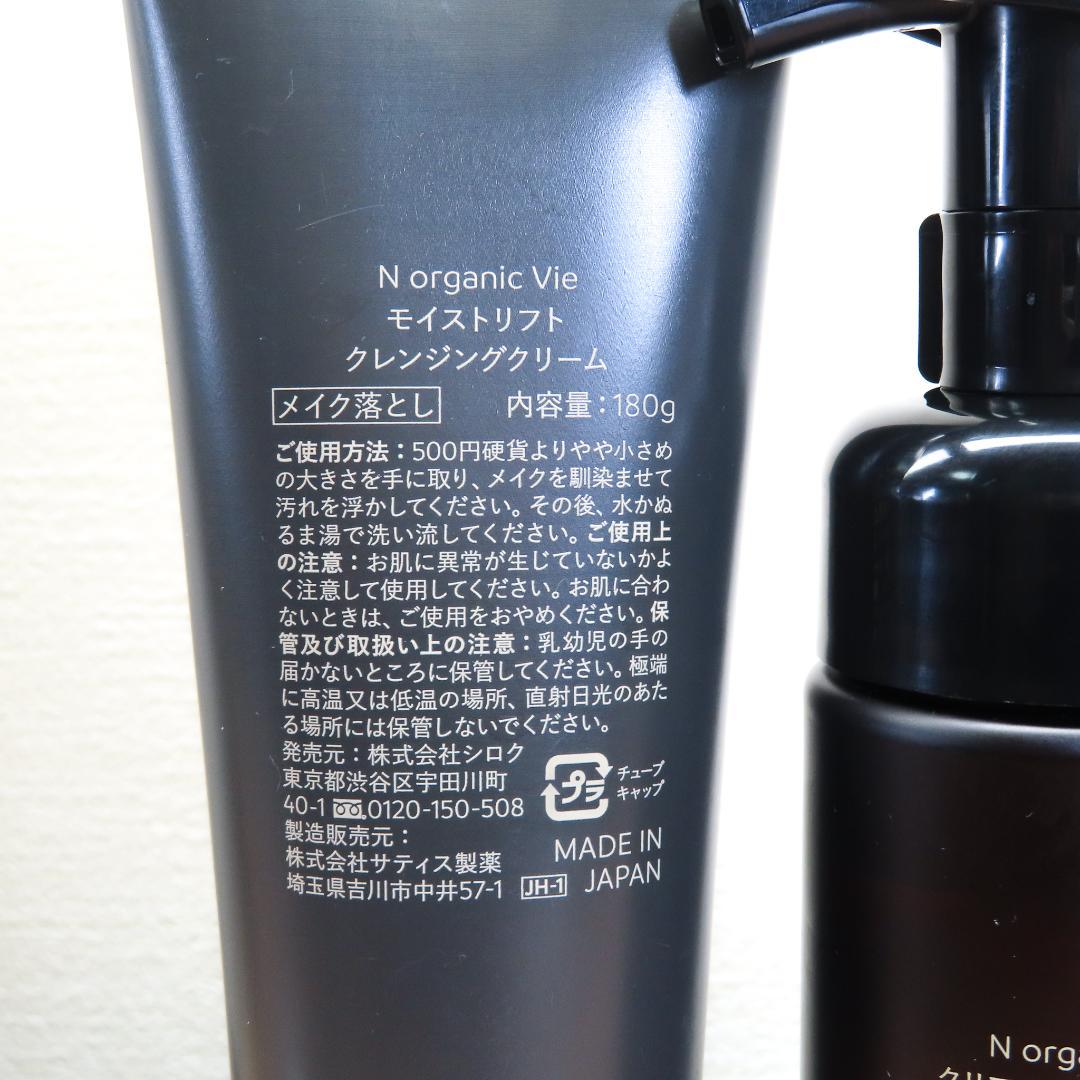 N organic Vie
モイストリフト
クレンジングクリーム
メイク落とし 内容量：180g
ご使用方法：500円硬貨よりやや小さめ
の大きさを手に取り、メイクを馴染ませて
汚れを浮かしてください。その後、水かぬ
るま湯で洗い流してください。ご使用上
の注意：お肌に異常が生じていないかよ
く注意して使用してください。お肌に合わ
ないときは、ご使用をおやめください。保
管及び取扱い上の注意：乳幼児の手の
届かないところに保管してください。極端
に高温又は低温の場所、直射日光のあた
る場所には保管しないでください。
発売元：株式会社シロク
東京都渋谷区宇田川町
40-1 0120-150-508
製造販売元：
株式会社サティス製薬
埼玉県吉川市中井57-1 JH-1
プラ
チューブ
キャップ
MADE IN
JAPAN
N orga